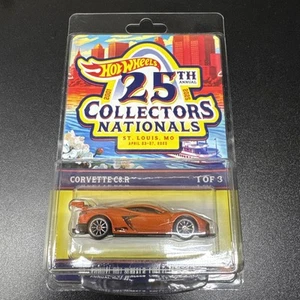 Hot Wheels
25TH
ANNUAL
COLLECTORS
NATIONALS
ST. LOUIS, MO
CORVETTE C8.R
1 OF 3